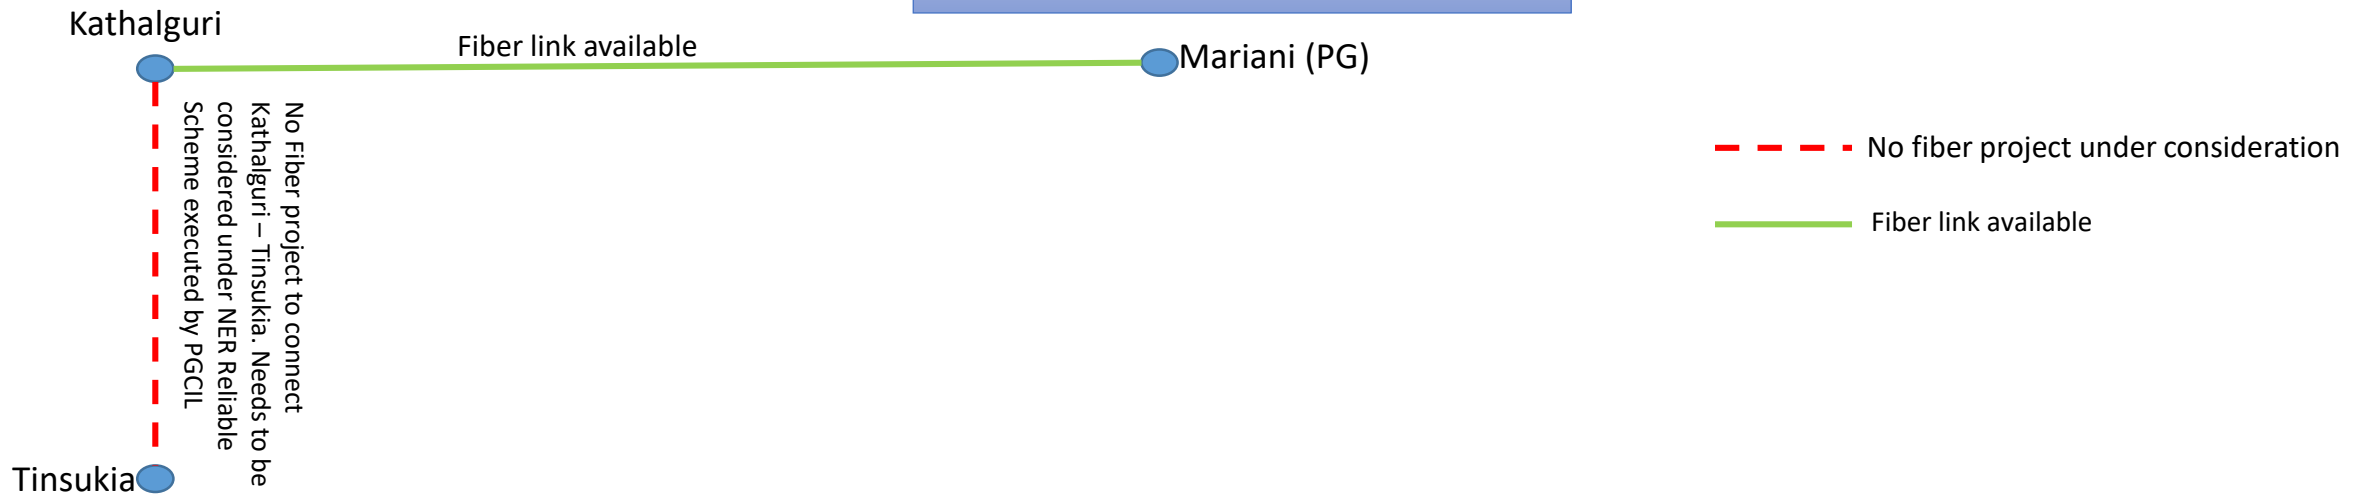 Kathalguri
Fiber link available
Mariani (PG)
No Fiber project to connect
Kathalguri – Tinsukia. Needs to be
considered under NER Reliable
Scheme executed by PGCIL
No fiber project under consideration
Fiber link available
Tinsukia